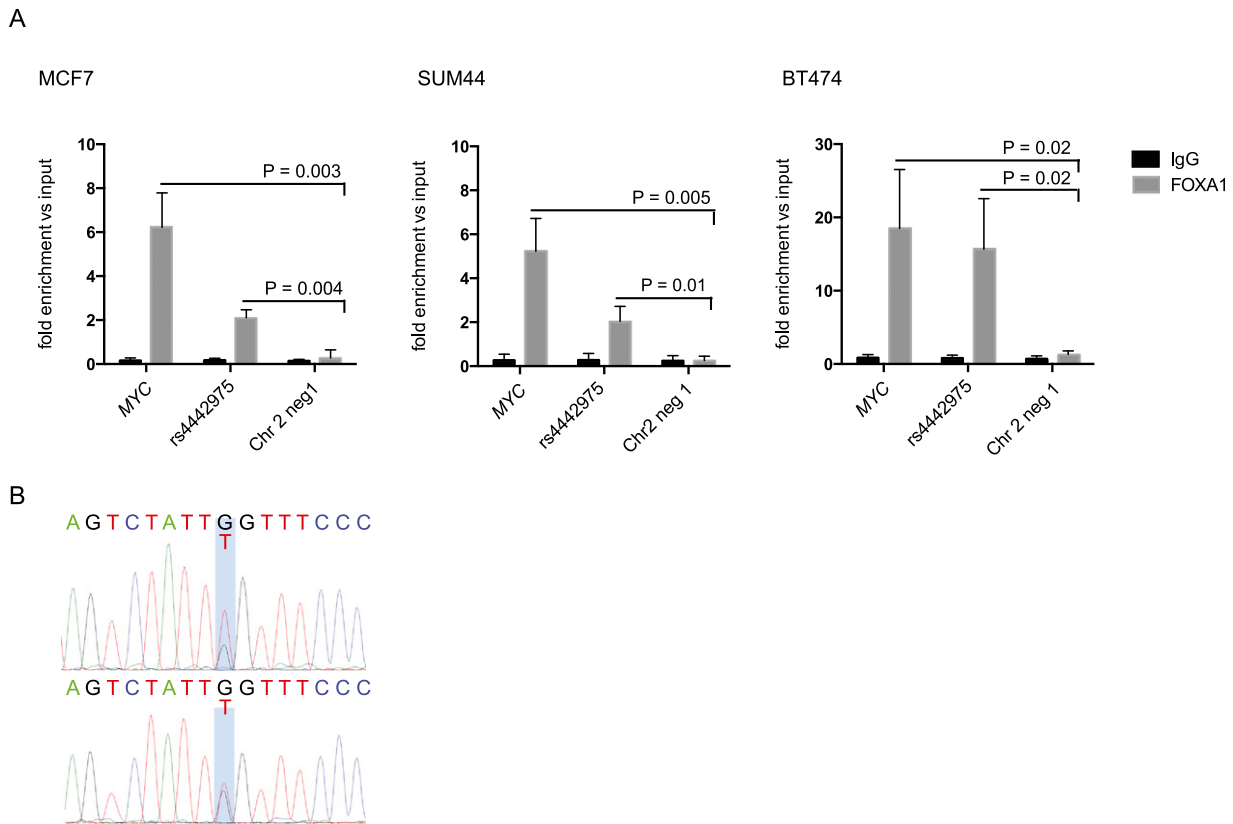 A
MCF7
fold enrichment vs input
10
8
6
4
2
0
P = 0.003
P = 0.004
MYC
rs4442975
Chr 2 neg1
SUM44
fold enrichment vs input
10
8
6
4
2
0
P = 0.005
P = 0.01
MYC
rs4442975
Chr2 neg 1
BT474
fold enrichment vs input
30
20
10
0
P = 0.02
P = 0.02
MYC
rs4442975
Chr 2 neg 1
IgG
FOXA1
B
A G T C T A T T G G T T T C C C
T
A G T C T A T T G G T T T C C C
T